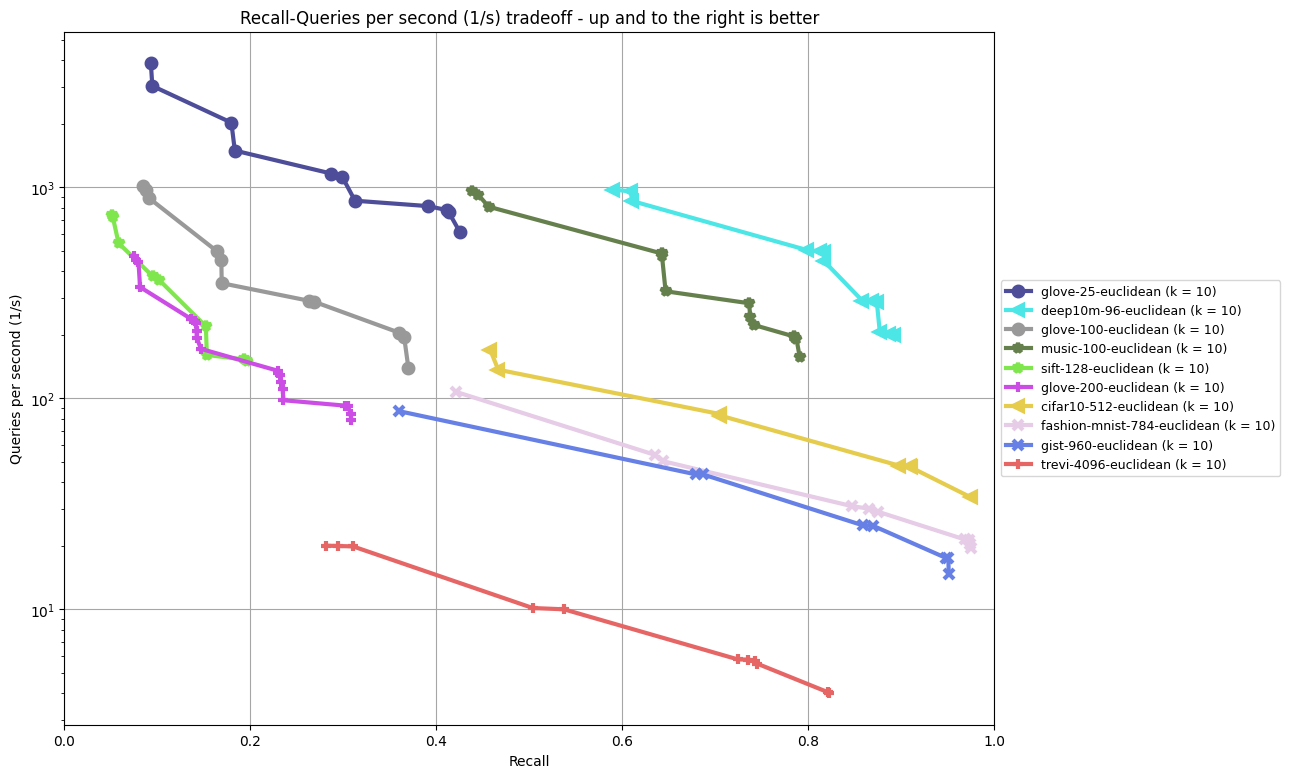 Recall-Queries per second (1/s) tradeoff - up and to the right is better
Queries per second (1/s)
10³
10²
10¹
0.0 0.2 0.4 0.6 0.8 1.0
Recall
glove-25-euclidean (k = 10)
deep10m-96-euclidean (k = 10)
glove-100-euclidean (k = 10)
music-100-euclidean (k = 10)
sift-128-euclidean (k = 10)
glove-200-euclidean (k = 10)
cifar10-512-euclidean (k = 10)
fashion-mnist-784-euclidean (k = 10)
gist-960-euclidean (k = 10)
trevi-4096-euclidean (k = 10)